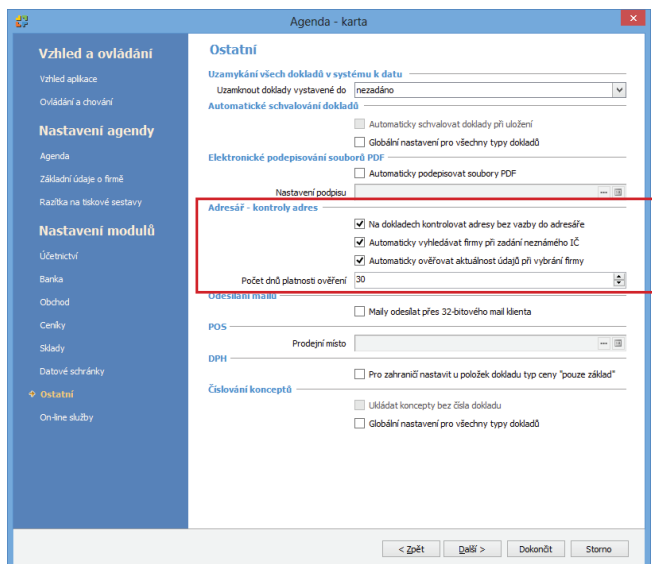 Agenda - karta
Vzhled a ovládání
Vzhled aplikace
Ovládání a chování
Nastavení agendy
Agenda
Základní údaje o firmě
Razítka na tiskové sestavy
Nastavení modulů
Účetnictví
Banka
Obchod
Ceníky
Sklady
Datové schránky
Ostatní
On-line služby
Ostatní
Uzamykání všech dokladů v systému k datu
Uzamknout doklady vystavené do nezadáno
Automatické schvalování dokladů
Automaticky schvalovat doklady při uložení
Globální nastavení pro všechny typy dokladů
Elektronické podepisování souborů PDF
Automaticky podepisovat soubory PDF
Nastavení podpisu
Adresář - kontroly adres
Na dokladech kontrolovat adresy bez vazby do adresáře
Automaticky vyhledávat firmy při zadání neznámého IČ
Automaticky ověřovat aktuálnost údajů při vybrání firmy
Počet dnů platnosti ověření 30
Odesílání mailů
Maily odesílat přes 32-bitového mail klienta
POS
Prodejní místo
DPH
Pro zahraničí nastavit u položek dokladu typ ceny "pouze základ"
Číslování konceptů
Ukládat koncepty bez čísla dokladu
Globální nastavení pro všechny typy dokladů
< Zpět Další > Dokončit Storno